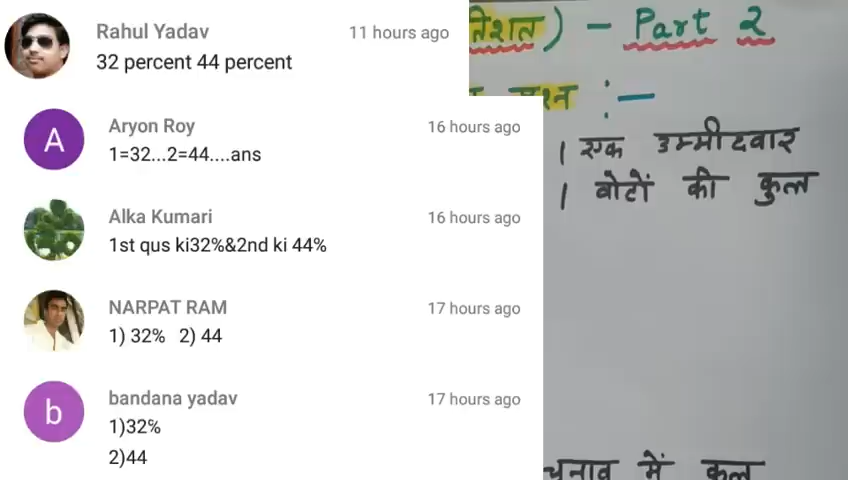 Rahul Yadav 11 hours ago
32 percent 44 percent
Aryon Roy 16 hours ago
1=32...2=44....ans
Alka Kumari 16 hours ago
1st qus ki32%&2nd ki 44%
NARPAT RAM 17 hours ago
1) 32% 2) 44
A
b
bandana yadav 17 hours ago
1)32%
2)44
तिशत) - Part 2
प्रश्न :-
। एक उम्मीदवार
। वोटों की कुल
चुनाव में कुल